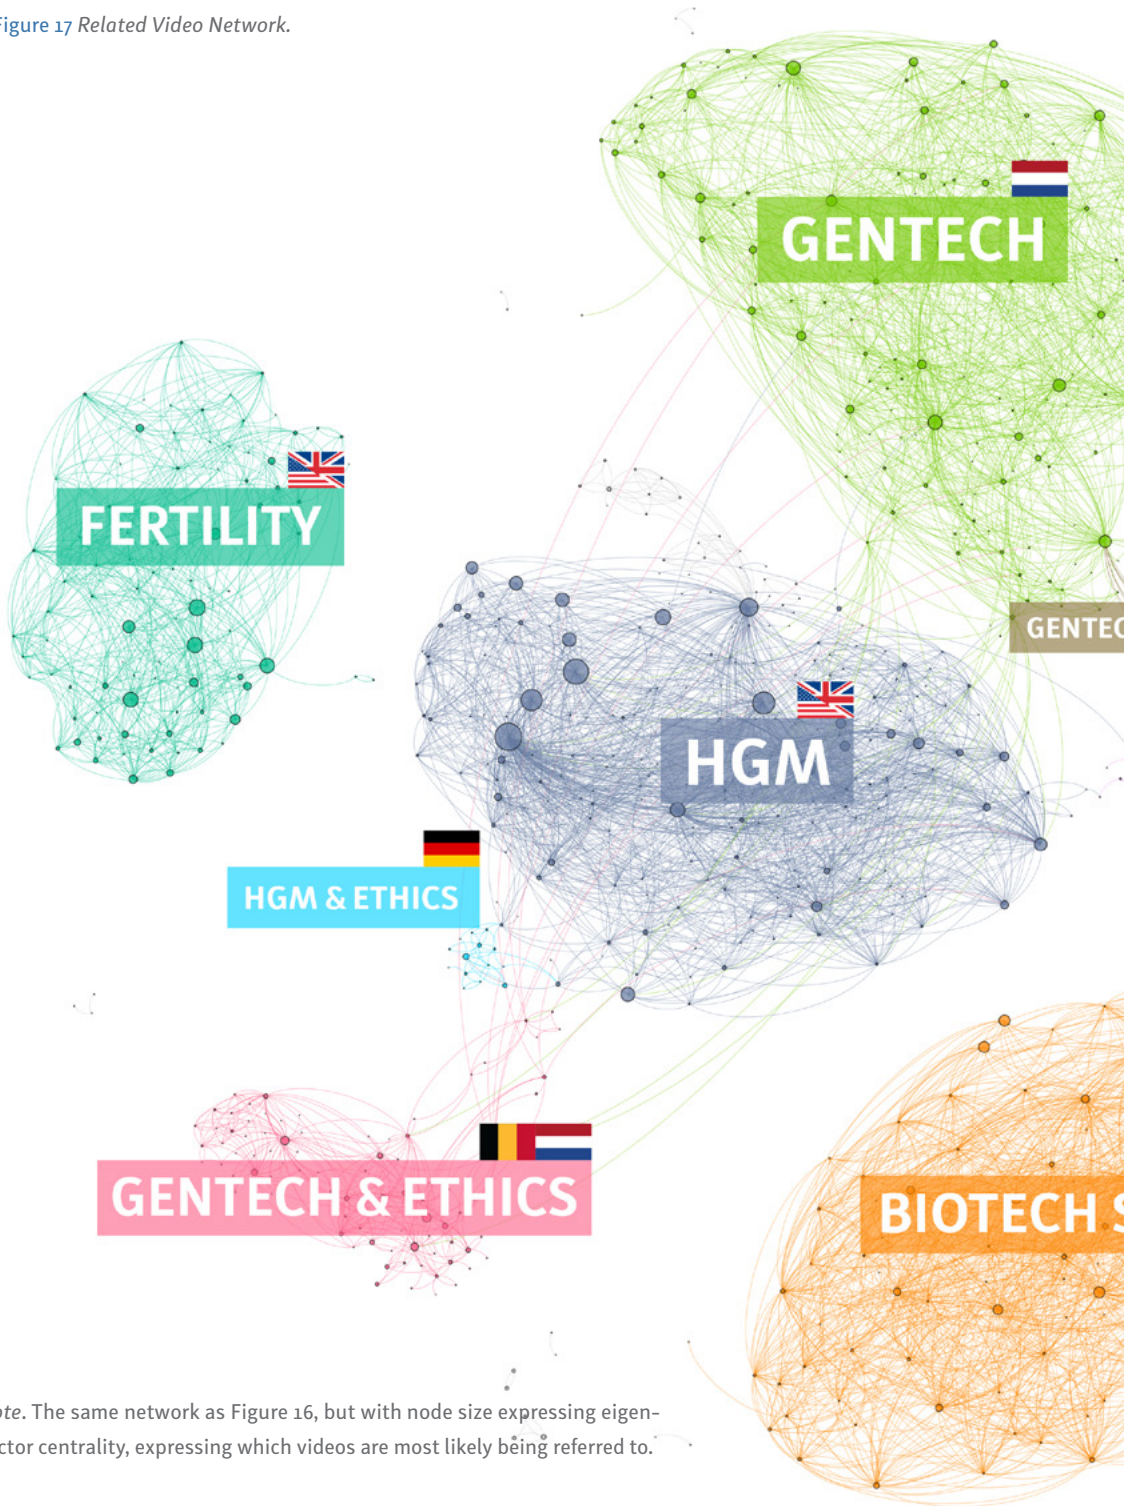 Figure 17 Related Video Network.
GENTECH
FERTILITY
GENTEC
HGM
HGM & ETHICS
GENTECH & ETHICS
BIOTECH S
ote. The same network as Figure 16, but with node size expressing eigen-
ctor centrality, expressing which videos are most likely being referred to.